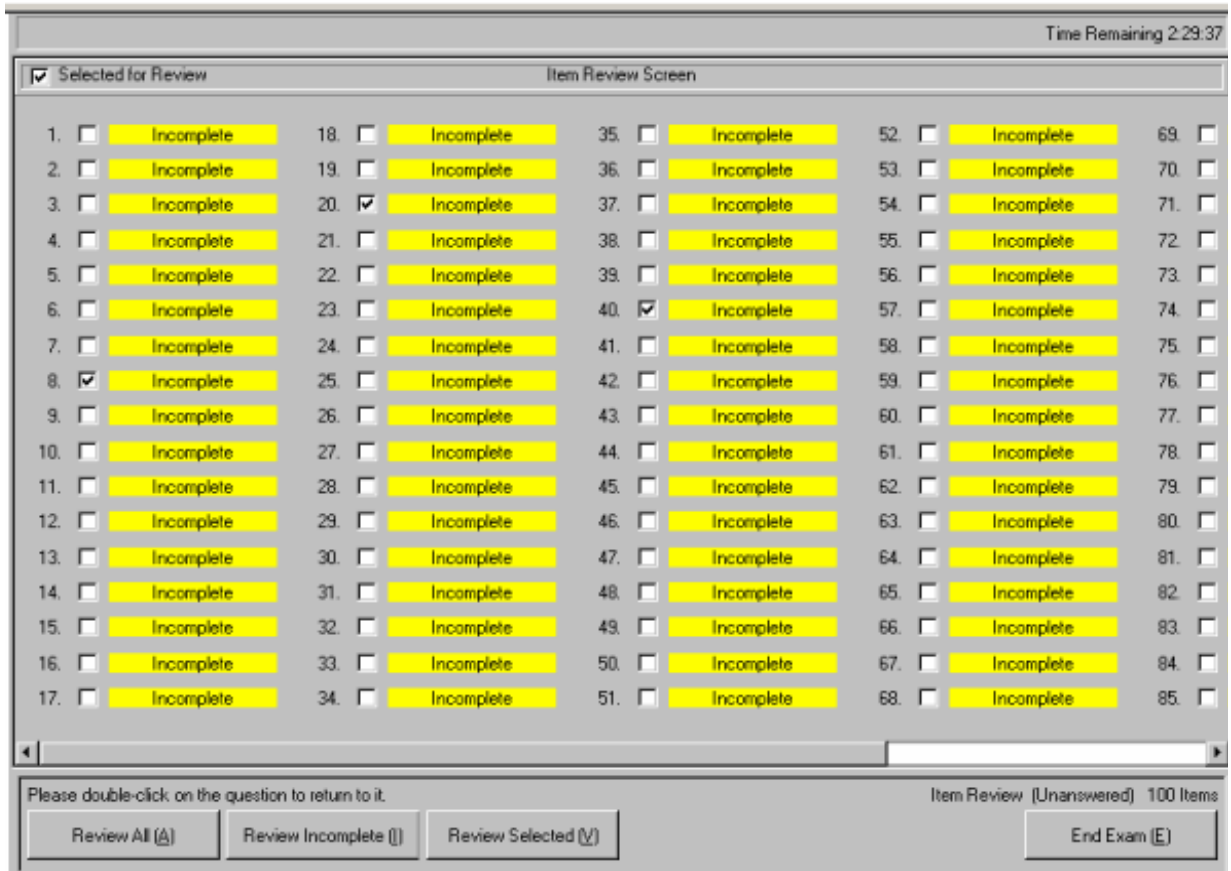 Time Remaining 2:29:37
Selected for Review Item Review Screen
1. Incomplete 18. Incomplete 35. Incomplete 52. Incomplete 69.
2. Incomplete 19. Incomplete 36. Incomplete 53. Incomplete 70.
3. Incomplete 20. Incomplete 37. Incomplete 54. Incomplete 71.
4. Incomplete 21. Incomplete 38. Incomplete 55. Incomplete 72.
5. Incomplete 22. Incomplete 39. Incomplete 56. Incomplete 73.
6. Incomplete 23. Incomplete 40. Incomplete 57. Incomplete 74.
7. Incomplete 24. Incomplete 41. Incomplete 58. Incomplete 75.
8. Incomplete 25. Incomplete 42. Incomplete 59. Incomplete 76.
9. Incomplete 26. Incomplete 43. Incomplete 60. Incomplete 77.
10. Incomplete 27. Incomplete 44. Incomplete 61. Incomplete 78.
11. Incomplete 28. Incomplete 45. Incomplete 62. Incomplete 79.
12. Incomplete 29. Incomplete 46. Incomplete 63. Incomplete 80.
13. Incomplete 30. Incomplete 47. Incomplete 64. Incomplete 81.
14. Incomplete 31. Incomplete 48. Incomplete 65. Incomplete 82.
15. Incomplete 32. Incomplete 49. Incomplete 66. Incomplete 83.
16. Incomplete 33. Incomplete 50. Incomplete 67. Incomplete 84.
17. Incomplete 34. Incomplete 51. Incomplete 68. Incomplete 85.
Please double-click on the question to return to it. Item Review (Unanswered) 100 Items
Review All (A) Review Incomplete (I) Review Selected (V) End Exam (E)